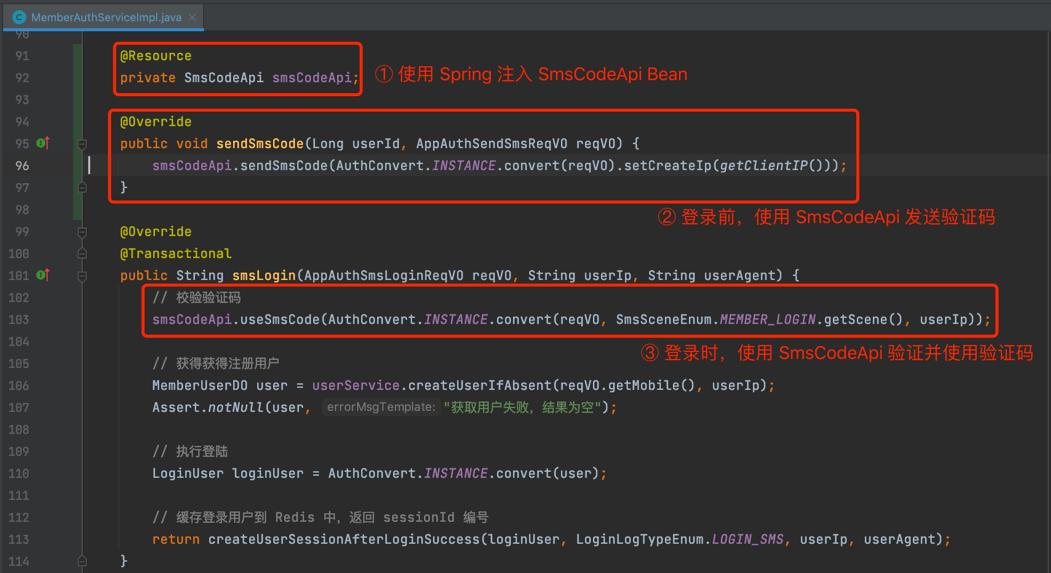 MemberAuthServiceImpl.java
90
91 @Resource
92 private SmsCodeApi smsCodeApi; ① 使用 Spring 注入 SmsCodeApi Bean
93
94 @Override
95 public void sendSmsCode(Long userId, AppAuthSendSmsReqVO reqVO) {
96 smsCodeApi.sendSmsCode(AuthConvert.INSTANCE.convert(reqVO).setCreateIp(getClientIP()));
97 }
98
② 登录前，使用 SmsCodeApi 发送验证码
99 @Override
100 @Transactional
101 public String smsLogin(AppAuthSmsLoginReqVO reqVO, String userIp, String userAgent) {
102 // 校验验证码
103 smsCodeApi.useSmsCode(AuthConvert.INSTANCE.convert(reqVO, SmsSceneEnum.MEMBER_LOGIN.getScene(), userIp));
104
③ 登录时，使用 SmsCodeApi 验证并使用验证码
105 // 获得获得注册用户
106 MemberUserDO user = userService.createUserIfAbsent(reqVO.getMobile(), userIp);
107 Assert.notNull(user, errorMsgTemplate: "获取用户失败，结果为空");
108
109 // 执行登陆
110 LoginUser loginUser = AuthConvert.INSTANCE.convert(user);
111
112 // 缓存登录用户到 Redis 中，返回 sessionId 编号
113 return createUserSessionAfterLoginSuccess(loginUser, LoginLogTypeEnum.LOGIN_SMS, userIp, userAgent);
114 }